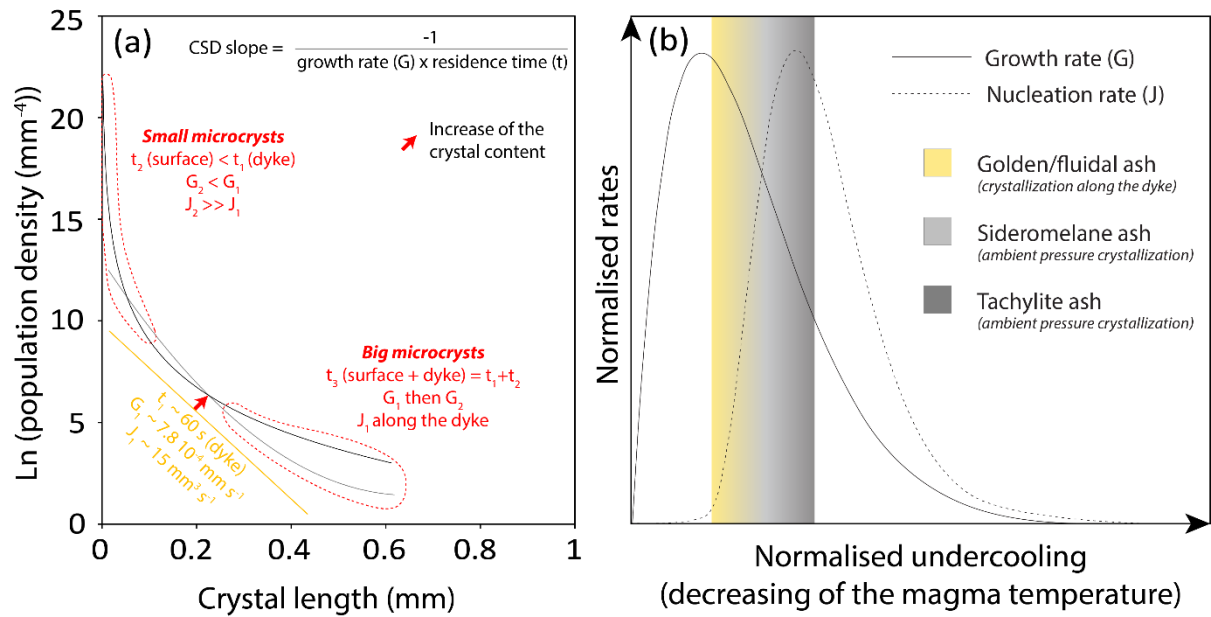 (a)
CSD slope = -1
growth rate (G) x residence time (t)
25
20
15
10
5
0
Ln (population density (mm⁻⁴))
Small microcrysts
t₂ (surface) < t₁ (dyke)
G₂ < G₁
J₂ >> J₁
Increase of the
crystal content
Big microcrysts
t₃ (surface + dyke) = t₁+t₂
G₁ then G₂
J₁ along the dyke
t₁ ~ 60 s (dyke)
G₁ ~ 7.8 10⁻⁴ mm s⁻¹
J₁ ~ 15 mm³ s⁻¹
0 0.2 0.4 0.6 0.8 1
Crystal length (mm)
(b)
Growth rate (G)
Nucleation rate (J)
Golden/fluidal ash
(crystallization along the dyke)
Sideromelane ash
(ambient pressure crystallization)
Tachylite ash
(ambient pressure crystallization)
Normalised rates
Normalised undercooling
(decreasing of the magma temperature)